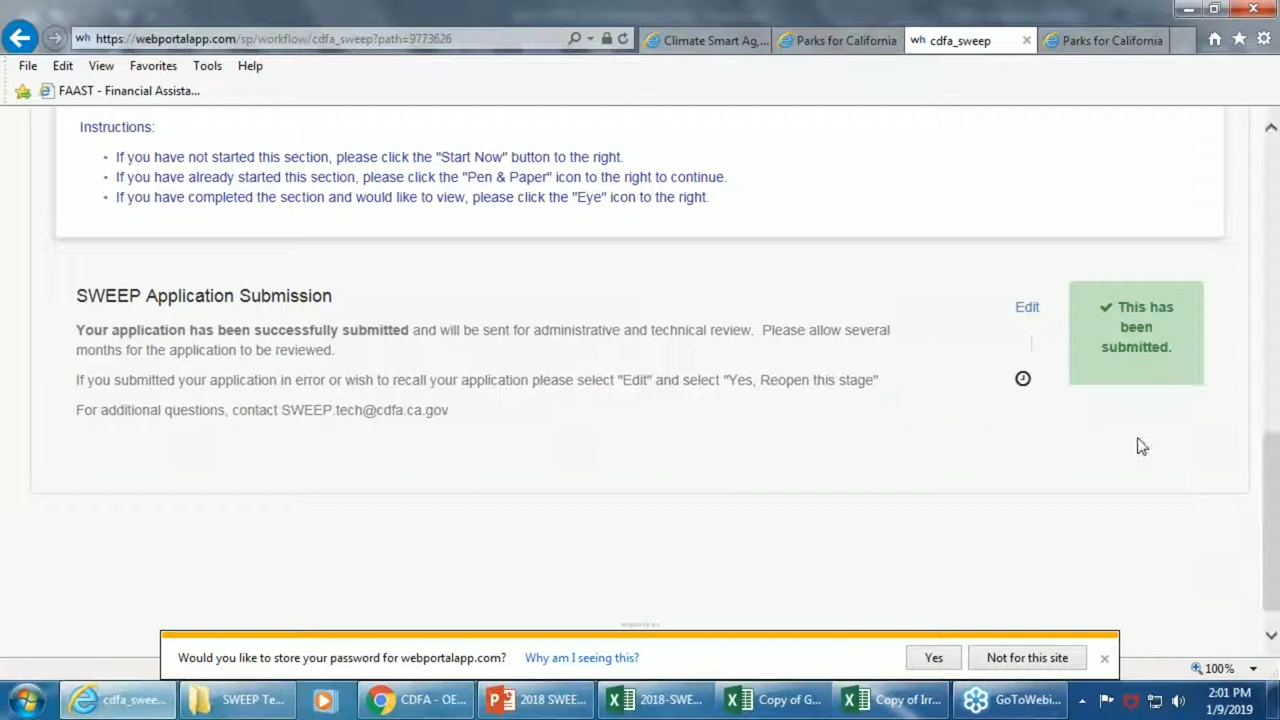 wh https://webportalapp.com/sp/workflow/cdfa_sweep?path=9773626
Climate Smart Ag,...
Parks for California
wh cdfa_sweep
Parks for California
File Edit View Favorites Tools Help
FAAST - Financial Assista...
Instructions:
• If you have not started this section, please click the "Start Now" button to the right.
• If you have already started this section, please click the "Pen & Paper" icon to the right to continue.
• If you have completed the section and would like to view, please click the "Eye" icon to the right.
SWEEP Application Submission
Your application has been successfully submitted and will be sent for administrative and technical review. Please allow several
months for the application to be reviewed.
If you submitted your application in error or wish to recall your application please select "Edit" and select "Yes, Reopen this stage"
For additional questions, contact SWEEP.tech@cdfa.ca.gov
Edit
✔ This has
been
submitted.
Would you like to store your password for webportalapp.com? Why am I seeing this? Yes Not for this site
100%
cdfa_swee...
SWEEP Te...
CDFA - OE...
2018 SWEE...
2018-SWE...
Copy of G...
Copy of Irr...
GoToWebi...
2:01 PM
1/9/2019